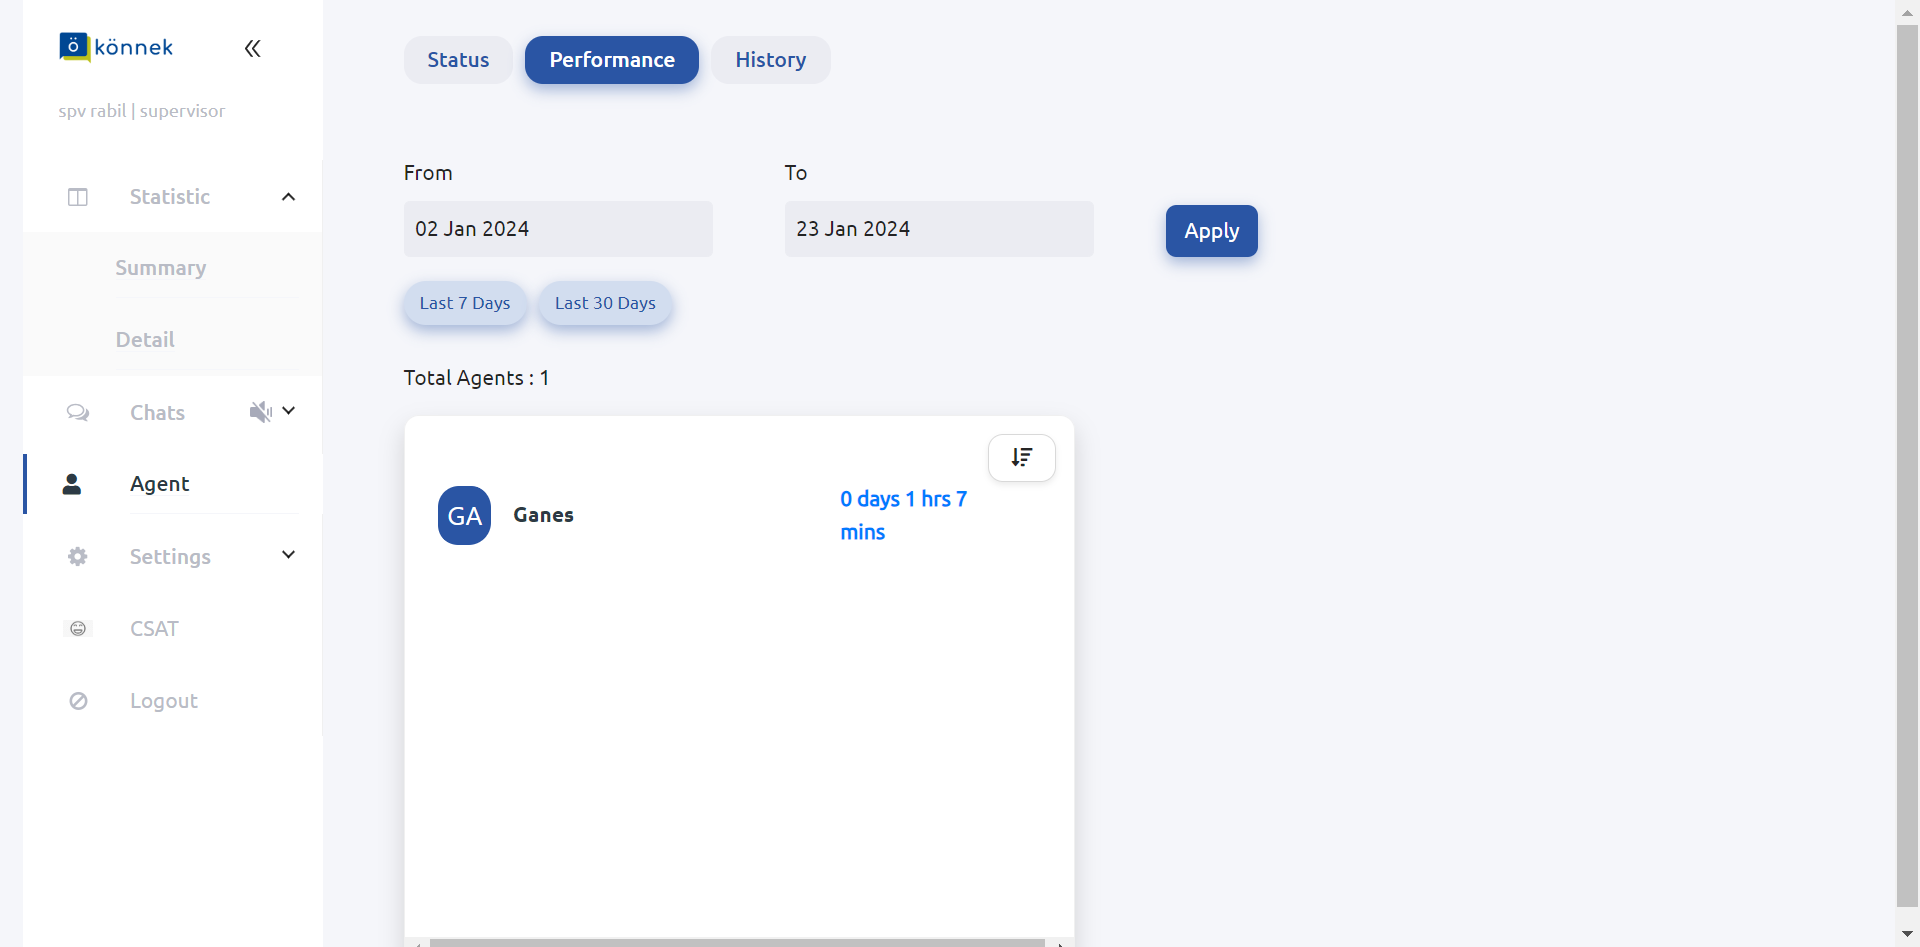 ö könnek
spv rabil | supervisor
Statistic
Summary
Detail
Chats
Agent
Settings
CSAT
Logout
Status
Performance
History
From
To
02 Jan 2024
23 Jan 2024
Apply
Last 7 Days
Last 30 Days
Total Agents : 1
GA
Ganes
0 days 1 hrs 7
mins